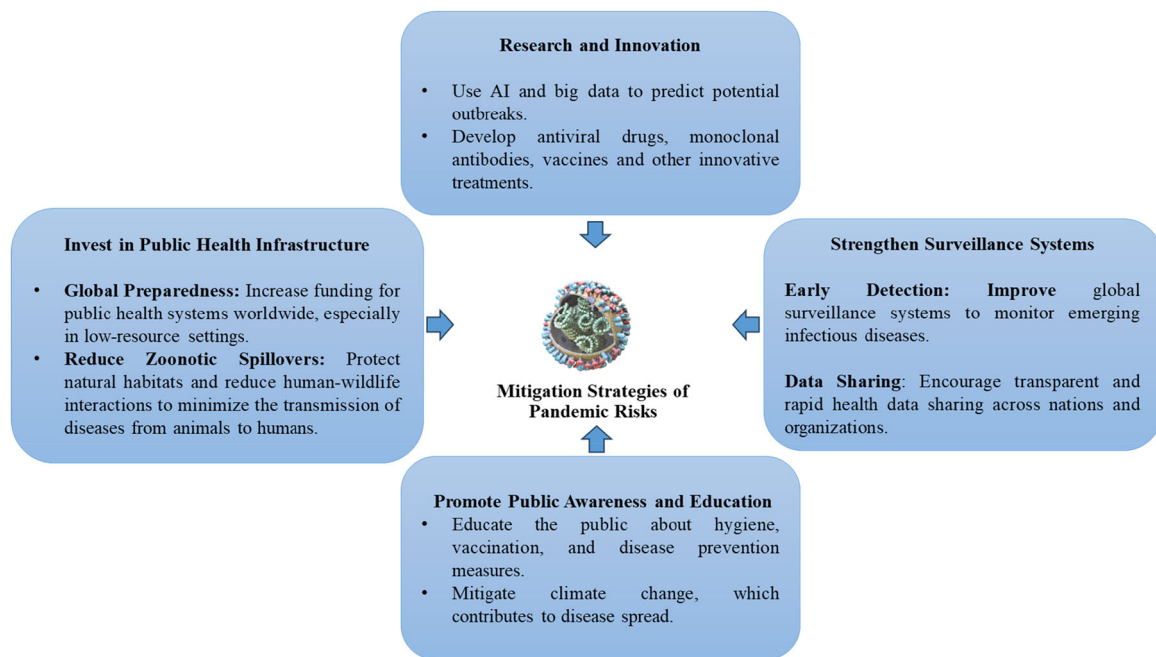 Research and Innovation
• Use AI and big data to predict potential
outbreaks.
• Develop antiviral drugs, monoclonal
antibodies, vaccines and other innovative
treatments.
Invest in Public Health Infrastructure
• Global Preparedness: Increase funding for
public health systems worldwide, especially
in low-resource settings.
• Reduce Zoonotic Spillovers: Protect
natural habitats and reduce human-wildlife
interactions to minimize the transmission of
diseases from animals to humans.
Strengthen Surveillance Systems
Early Detection: Improve global
surveillance systems to monitor emerging
infectious diseases.
Data Sharing: Encourage transparent and
rapid health data sharing across nations and
organizations.
Mitigation Strategies of
Pandemic Risks
Promote Public Awareness and Education
• Educate the public about hygiene,
vaccination, and disease prevention
measures.
• Mitigate climate change, which
contributes to disease spread.